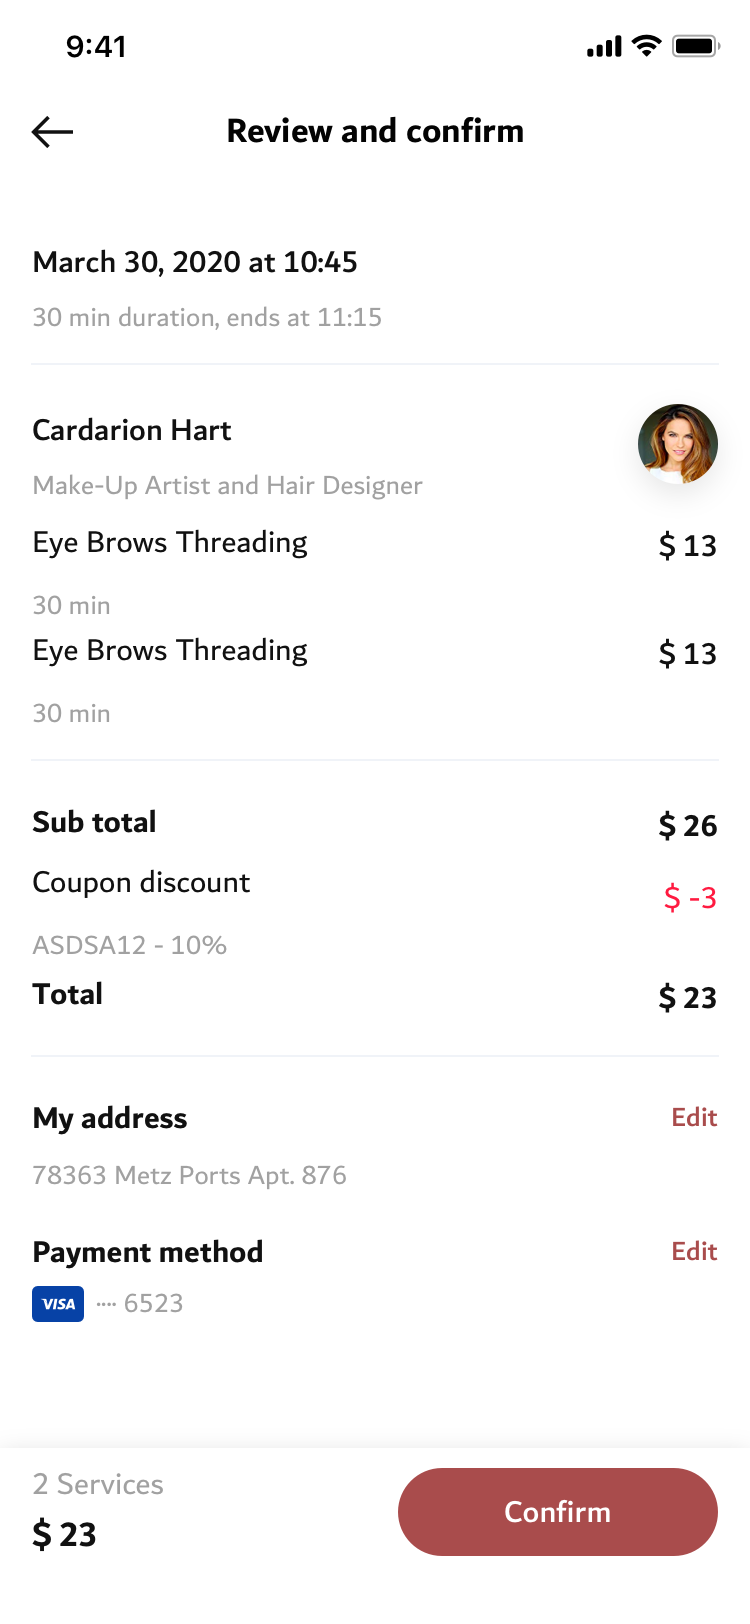 9:41
Review and confirm
March 30, 2020 at 10:45
30 min duration, ends at 11:15
Cardarion Hart
Make-Up Artist and Hair Designer
Eye Brows Threading $ 13
30 min
Eye Brows Threading $ 13
30 min
Sub total $ 26
Coupon discount $ -3
ASDSA12 - 10%
Total $ 23
My address Edit
78363 Metz Ports Apt. 876
Payment method Edit
VISA ···· 6523
2 Services
$ 23
Confirm